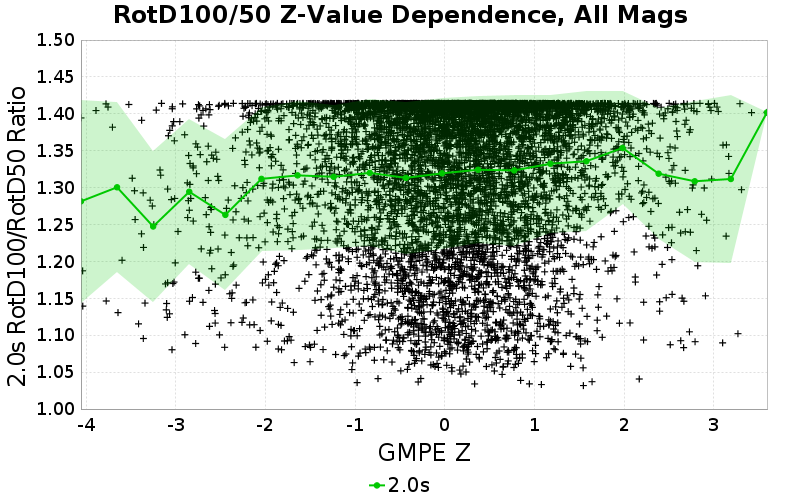 RotD100/50 Z-Value Dependence, All Mags
2.0s RotD100/RotD50 Ratio
1.50
1.45
1.40
1.35
1.30
1.25
1.20
1.15
1.10
1.05
1.00
-4 -3 -2 -1 0 1 2 3
GMPE Z
2.0s